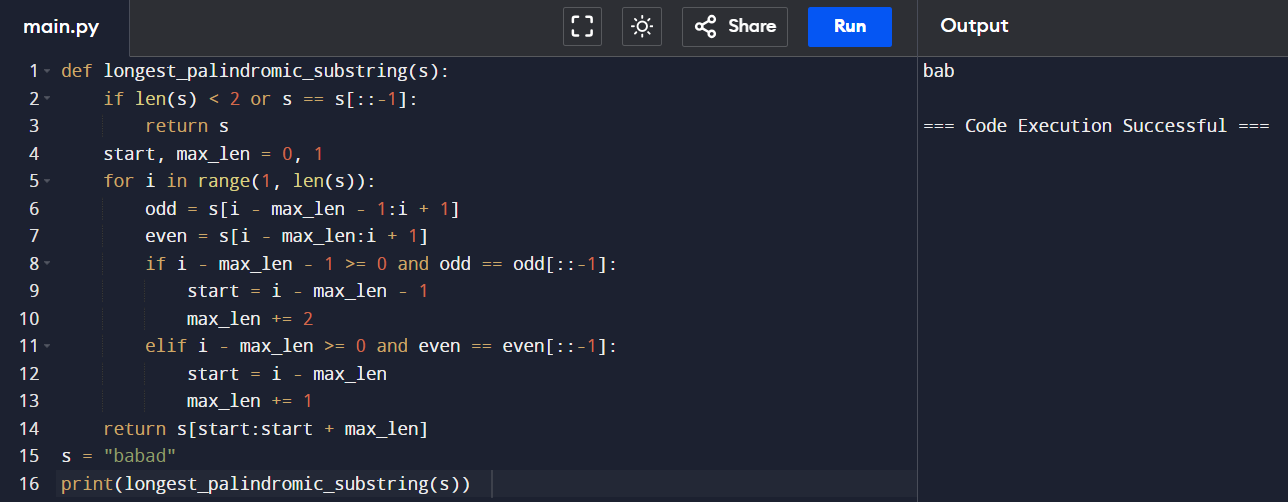 main.py Share Run Output
1 def longest_palindromic_substring(s):
2     if len(s) < 2 or s == s[::-1]:
3         return s
4     start, max_len = 0, 1
5     for i in range(1, len(s)):
6         odd = s[i - max_len - 1:i + 1]
7         even = s[i - max_len:i + 1]
8         if i - max_len - 1 >= 0 and odd == odd[::-1]:
9             start = i - max_len - 1
10             max_len += 2
11         elif i - max_len >= 0 and even == even[::-1]:
12             start = i - max_len
13             max_len += 1
14     return s[start:start + max_len]
15 s = "babad"
16 print(longest_palindromic_substring(s))
bab
=== Code Execution Successful ===